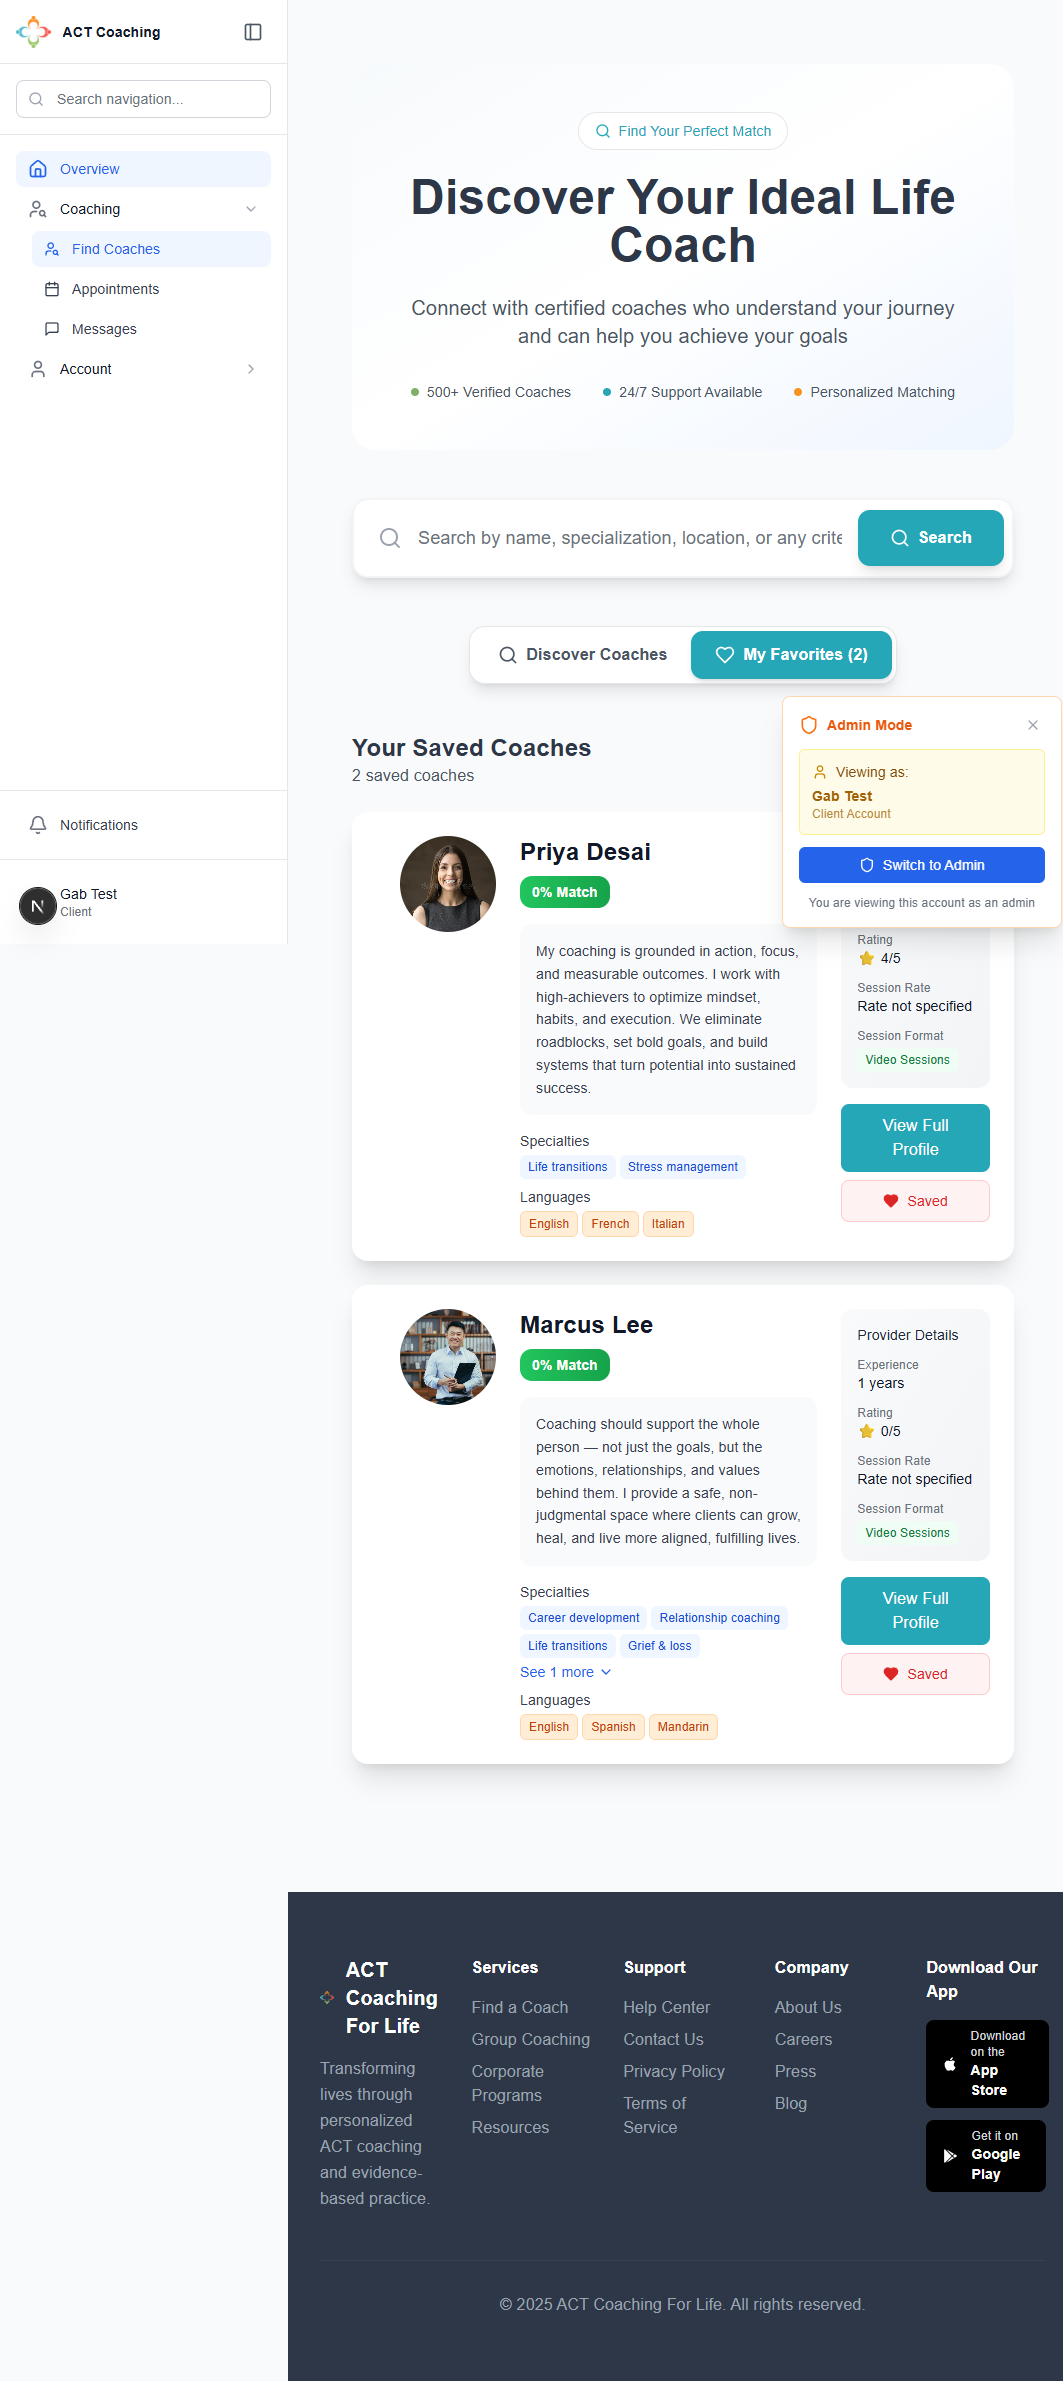 ACT Coaching
Search navigation...
Overview
Coaching
Find Coaches
Appointments
Messages
Account
Notifications
N
Gab Test
Client
Find Your Perfect Match
Discover Your Ideal Life
Coach
Connect with certified coaches who understand your journey
and can help you achieve your goals
500+ Verified Coaches
24/7 Support Available
Personalized Matching
Search by name, specialization, location, or any crite
Search
Discover Coaches
My Favorites (2)
Admin Mode
Viewing as:
Gab Test
Client Account
Switch to Admin
You are viewing this account as an admin
Your Saved Coaches
2 saved coaches
Priya Desai
0% Match
My coaching is grounded in action, focus,
and measurable outcomes. I work with
high-achievers to optimize mindset,
habits, and execution. We eliminate
roadblocks, set bold goals, and build
systems that turn potential into sustained
success.
Specialties
Life transitions
Stress management
Languages
English
French
Italian
Rating
4/5
Session Rate
Rate not specified
Session Format
Video Sessions
View Full
Profile
Saved
Marcus Lee
0% Match
Coaching should support the whole
person — not just the goals, but the
emotions, relationships, and values
behind them. I provide a safe, non-
judgmental space where clients can grow,
heal, and live more aligned, fulfilling lives.
Specialties
Career development
Relationship coaching
Life transitions
Grief & loss
See 1 more
Languages
English
Spanish
Mandarin
Provider Details
Experience
1 years
Rating
0/5
Session Rate
Rate not specified
Session Format
Video Sessions
View Full
Profile
Saved
ACT
Coaching
For Life
Transforming
lives through
personalized
ACT coaching
and evidence-
based practice.
Services
Find a Coach
Group Coaching
Corporate
Programs
Resources
Support
Help Center
Contact Us
Privacy Policy
Terms of
Service
Company
About Us
Careers
Press
Blog
Download Our
App
Download
on the
App
Store
Get it on
Google
Play
© 2025 ACT Coaching For Life. All rights reserved.